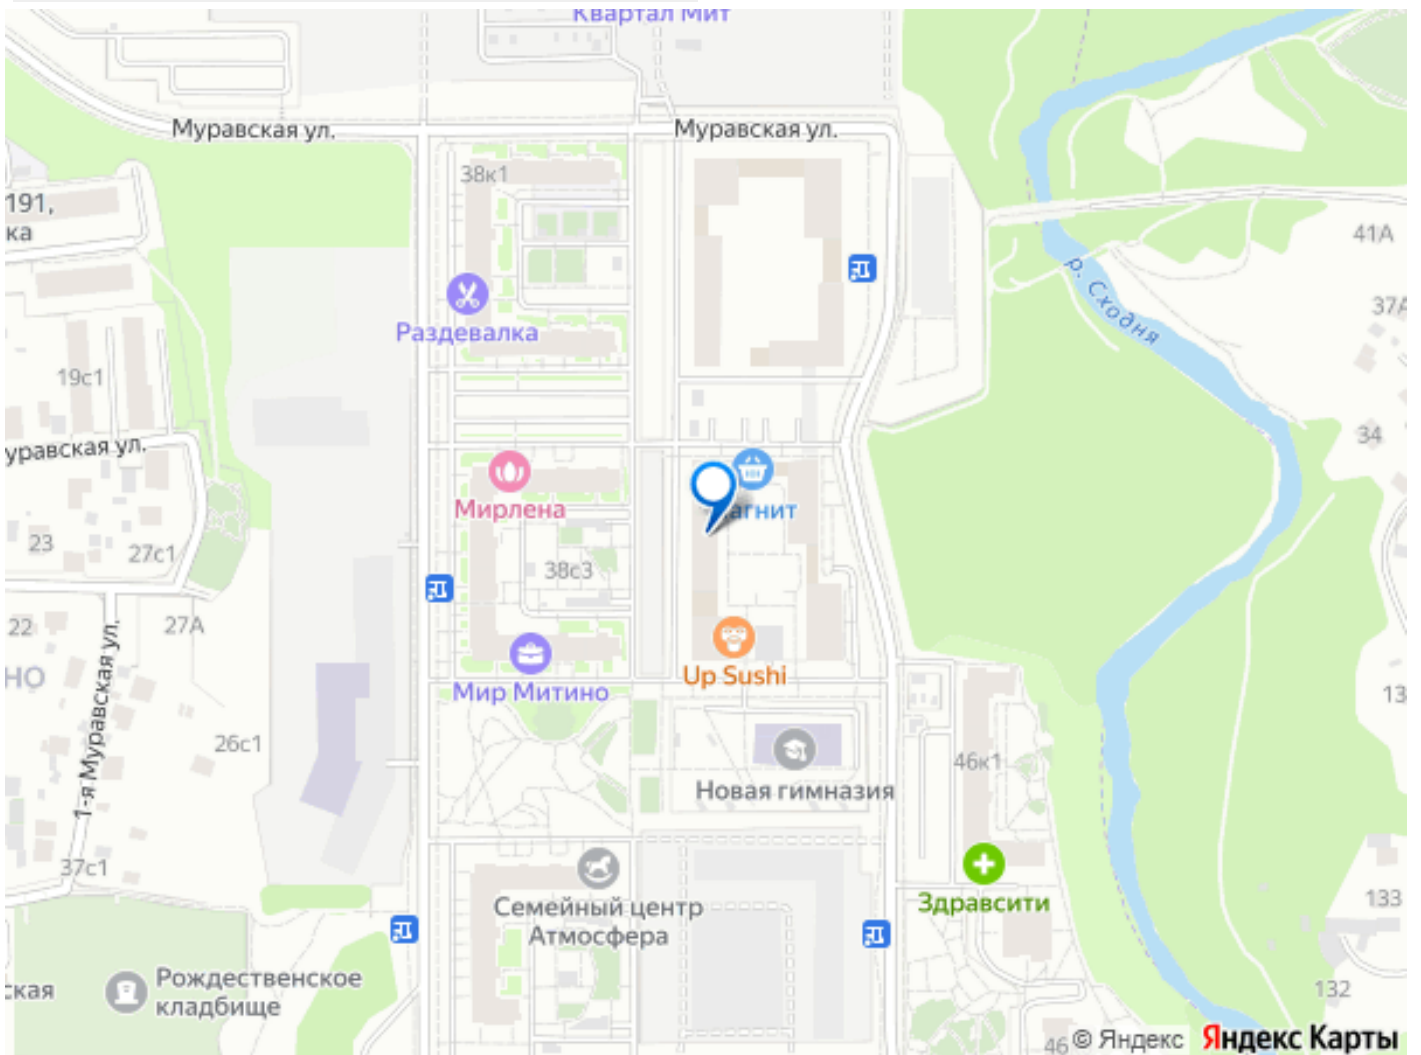 Квартал Мит
Муравская ул.
Муравская ул.
38к1
191,
ка
41А
р. Сходня
37А
Раздевалка
19с1
34
уравская ул.
Мирлена
агнит
23
27с1
38с3
22
27А
НО
1-я Муравская ул.
Up Sushi
Мир Митино
13
26с1
46к1
Новая гимназия
37с1
Семейный центр
Атмосфера
Здравсити
133
Рождественское
кладбище
ская
132
46
© Яндекс
Яндекс Карты